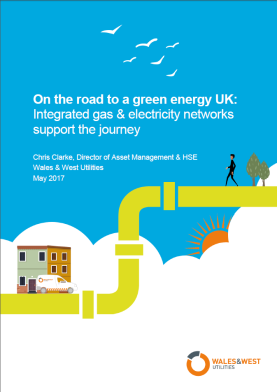 On the road to a green energy UK:
Integrated gas & electricity networks
support the journey
Chris Clarke, Director of Asset Management & HSE
Wales & West Utilities
May 2017
WALES&WEST
UTILITIES